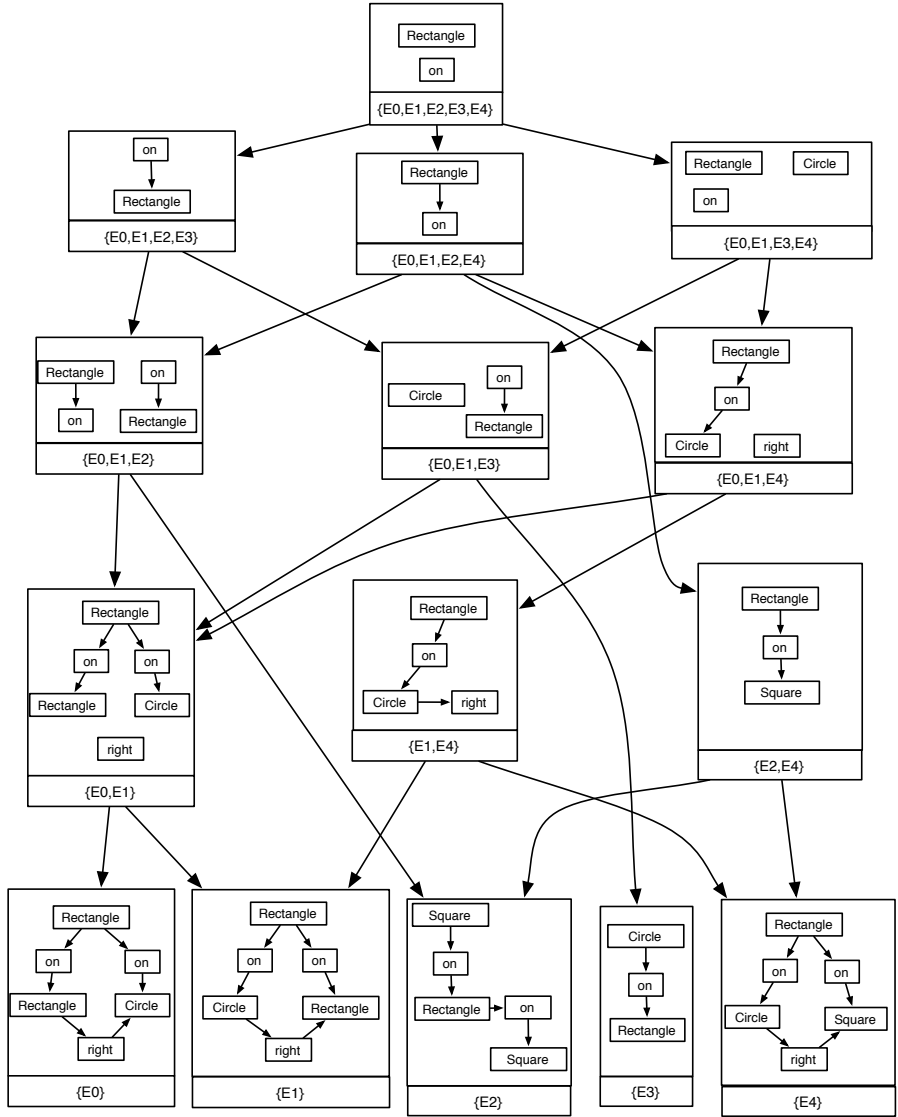 Rectangle
on
{E0,E1,E2,E3,E4}
on
Rectangle
{E0,E1,E2,E3}
Rectangle
on
{E0,E1,E2,E4}
Rectangle Circle
on
{E0,E1,E3,E4}
Rectangle on
on Rectangle
{E0,E1,E2}
on
Circle
Rectangle
{E0,E1,E3}
Rectangle
on
Circle right
{E0,E1,E4}
Rectangle
on on
Rectangle Circle
right
{E0,E1}
Rectangle
on
Circle right
{E1,E4}
Rectangle
on
Square
{E2,E4}
Rectangle
on on
Rectangle Circle
right
{E0}
Rectangle
on on
Circle Rectangle
right
{E1}
Square
on
Rectangle on
Square
{E2}
Circle
on
Rectangle
{E3}
Rectangle
on on
Circle Square
right
{E4}